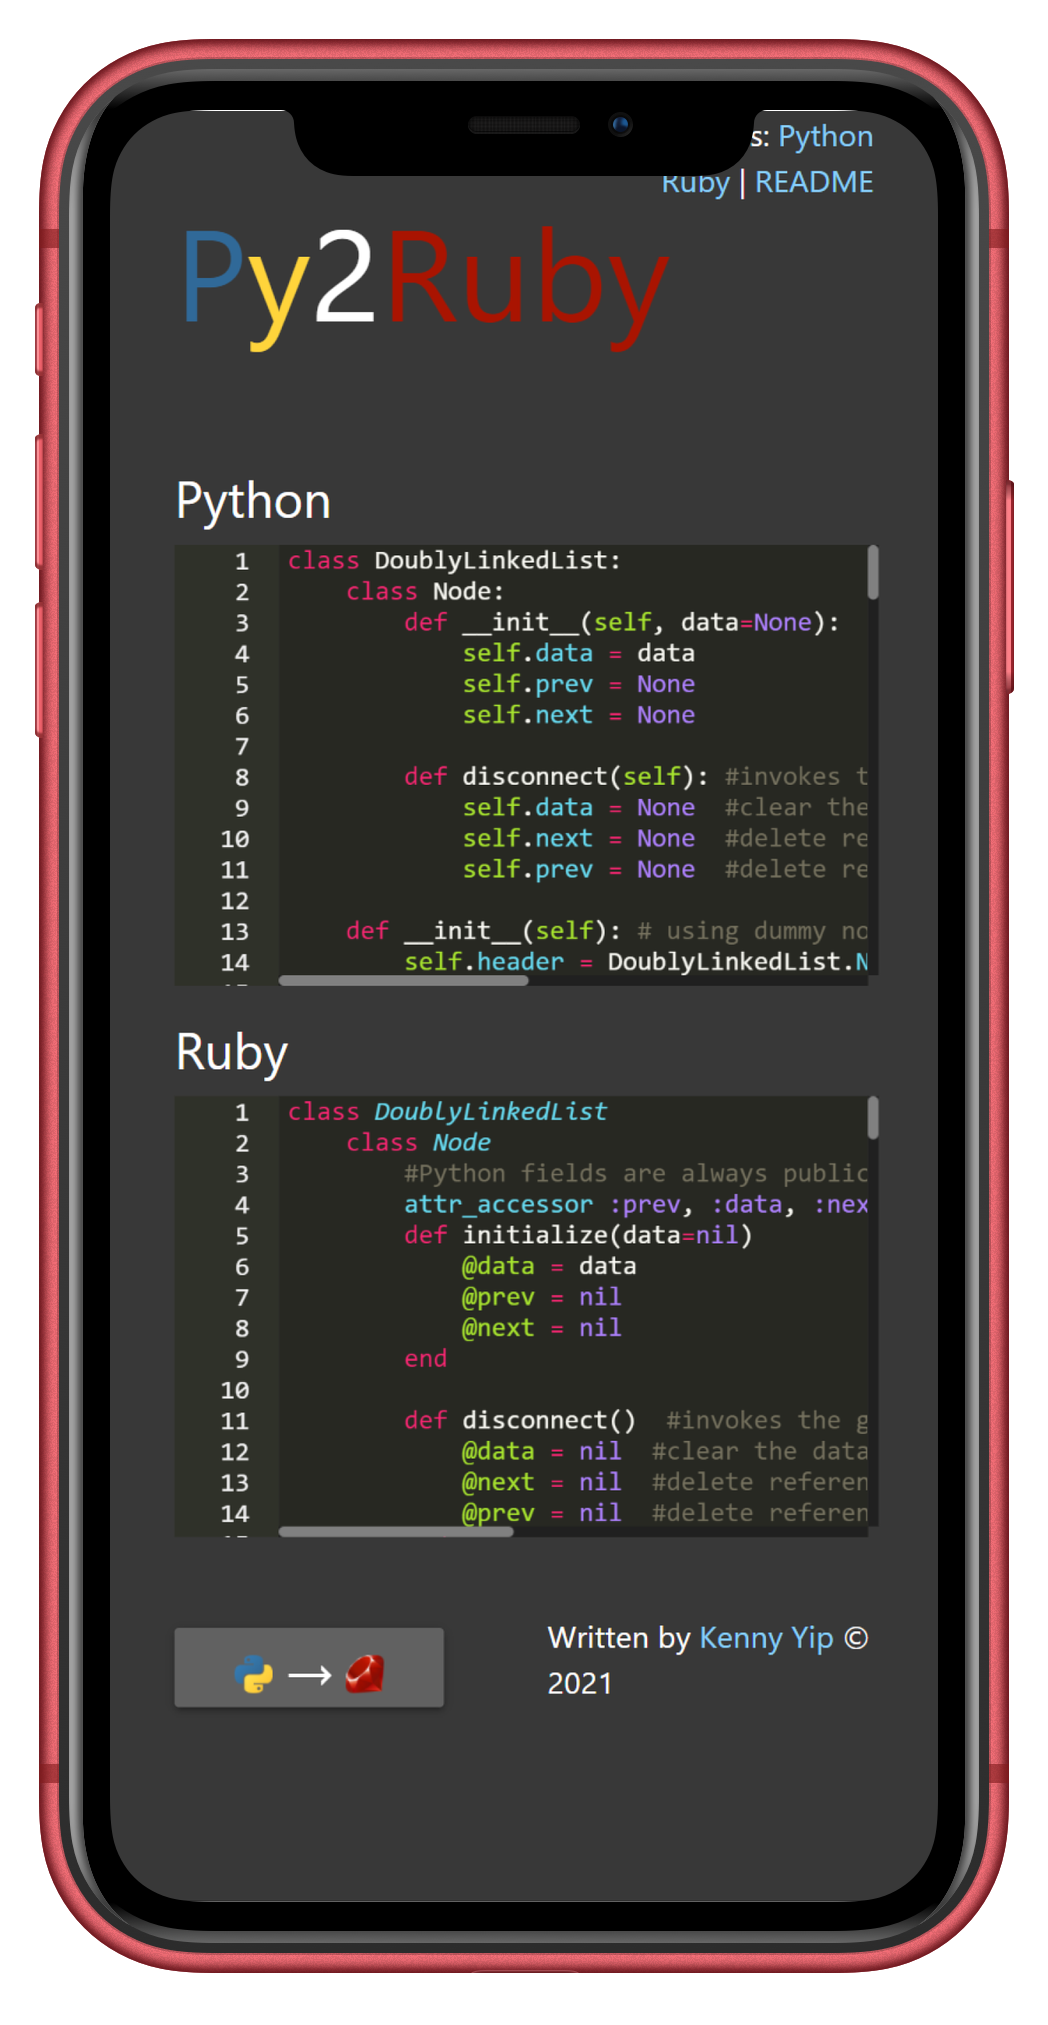 Python
Ruby | README
Py2Ruby
Python
1 class DoublyLinkedList:
2 class Node:
3 def __init__(self, data=None):
4 self.data = data
5 self.prev = None
6 self.next = None
7
8 def disconnect(self): #invokes
9 self.data = None #clear the
10 self.next = None #delete
11 self.prev = None #delete
12
13 def __init__(self): # using dummy
14 self.header = DoublyLinkedList.N
Ruby
1 class DoublyLinkedList
2 class Node
3 #Python fields are always public
4 attr_accessor :prev, :data, :nex
5 def initialize(data=nil)
6 @data = data
7 @prev = nil
8 @next = nil
9 end
10
11 def disconnect() #invokes the
12 @data = nil #clear the data
13 @next = nil #delete referen
14 @prev = nil #delete referen
Written by Kenny Yip ©
2021